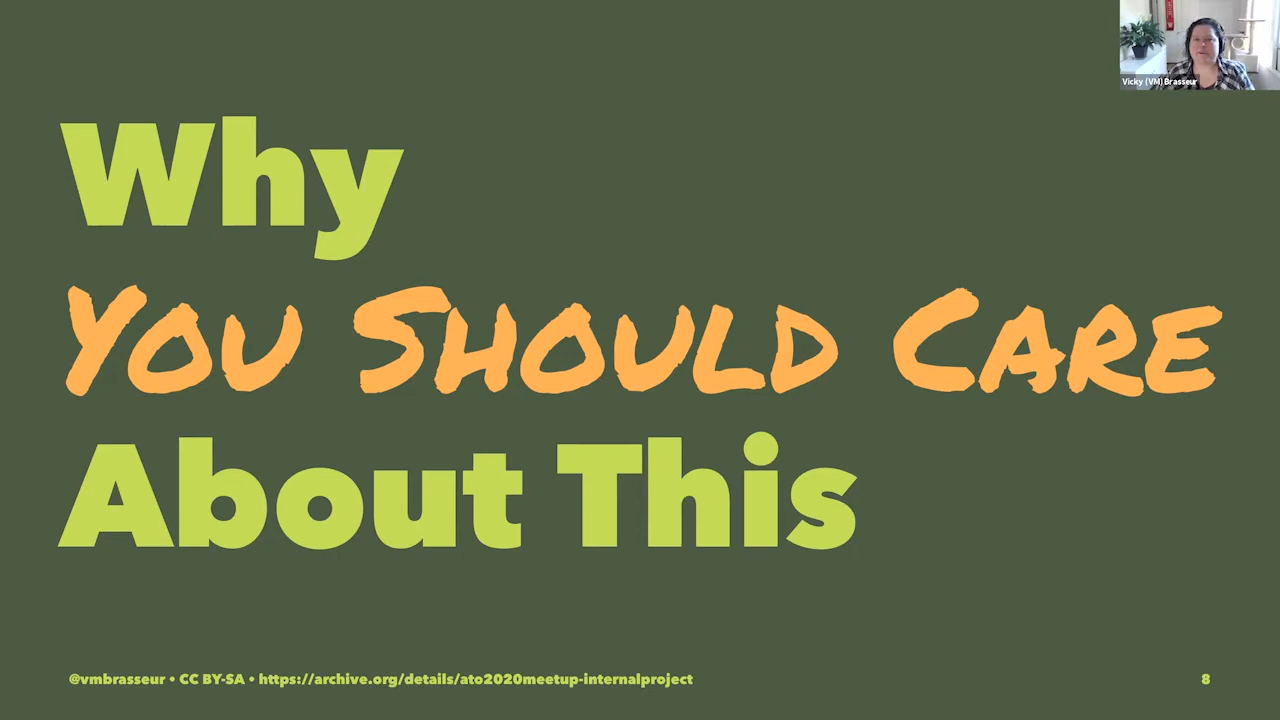 Vicky (VM) Brasseur
Why
You Should Care
About This
@vmbrasseur • CC BY-SA • https://archive.org/details/ato2020meetup-internalproject
8